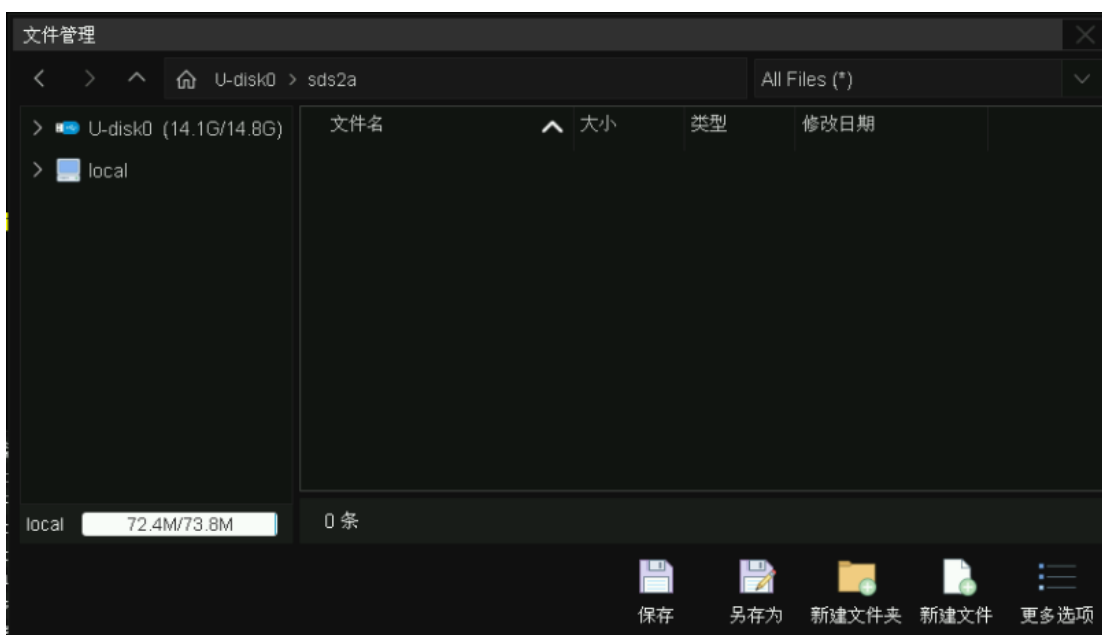 文件管理
U-disk0 > sds2a
All Files (*)
U-disk0 (14.1G/14.8G)
local
文件名 大小 类型 修改日期
local 72.4M/73.8M
0 条
保存 另存为 新建文件夹 新建文件 更多选项